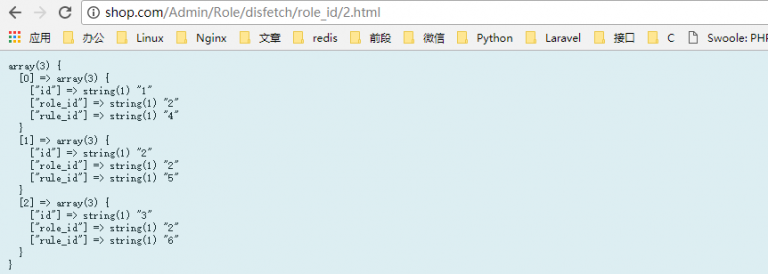 shop.com/Admin/Role/disfetch/role_id/2.html
应用 办公 Linux Nginx 文章 redis 前段 微信 Python Laravel 接口 C Swoole: PHP
array(3) {
  [0] => array(3) {
    ["id"] => string(1) "1"
    ["role_id"] => string(1) "2"
    ["rule_id"] => string(1) "4"
  }
  [1] => array(3) {
    ["id"] => string(1) "2"
    ["role_id"] => string(1) "2"
    ["rule_id"] => string(1) "5"
  }
  [2] => array(3) {
    ["id"] => string(1) "3"
    ["role_id"] => string(1) "2"
    ["rule_id"] => string(1) "6"
  }
}